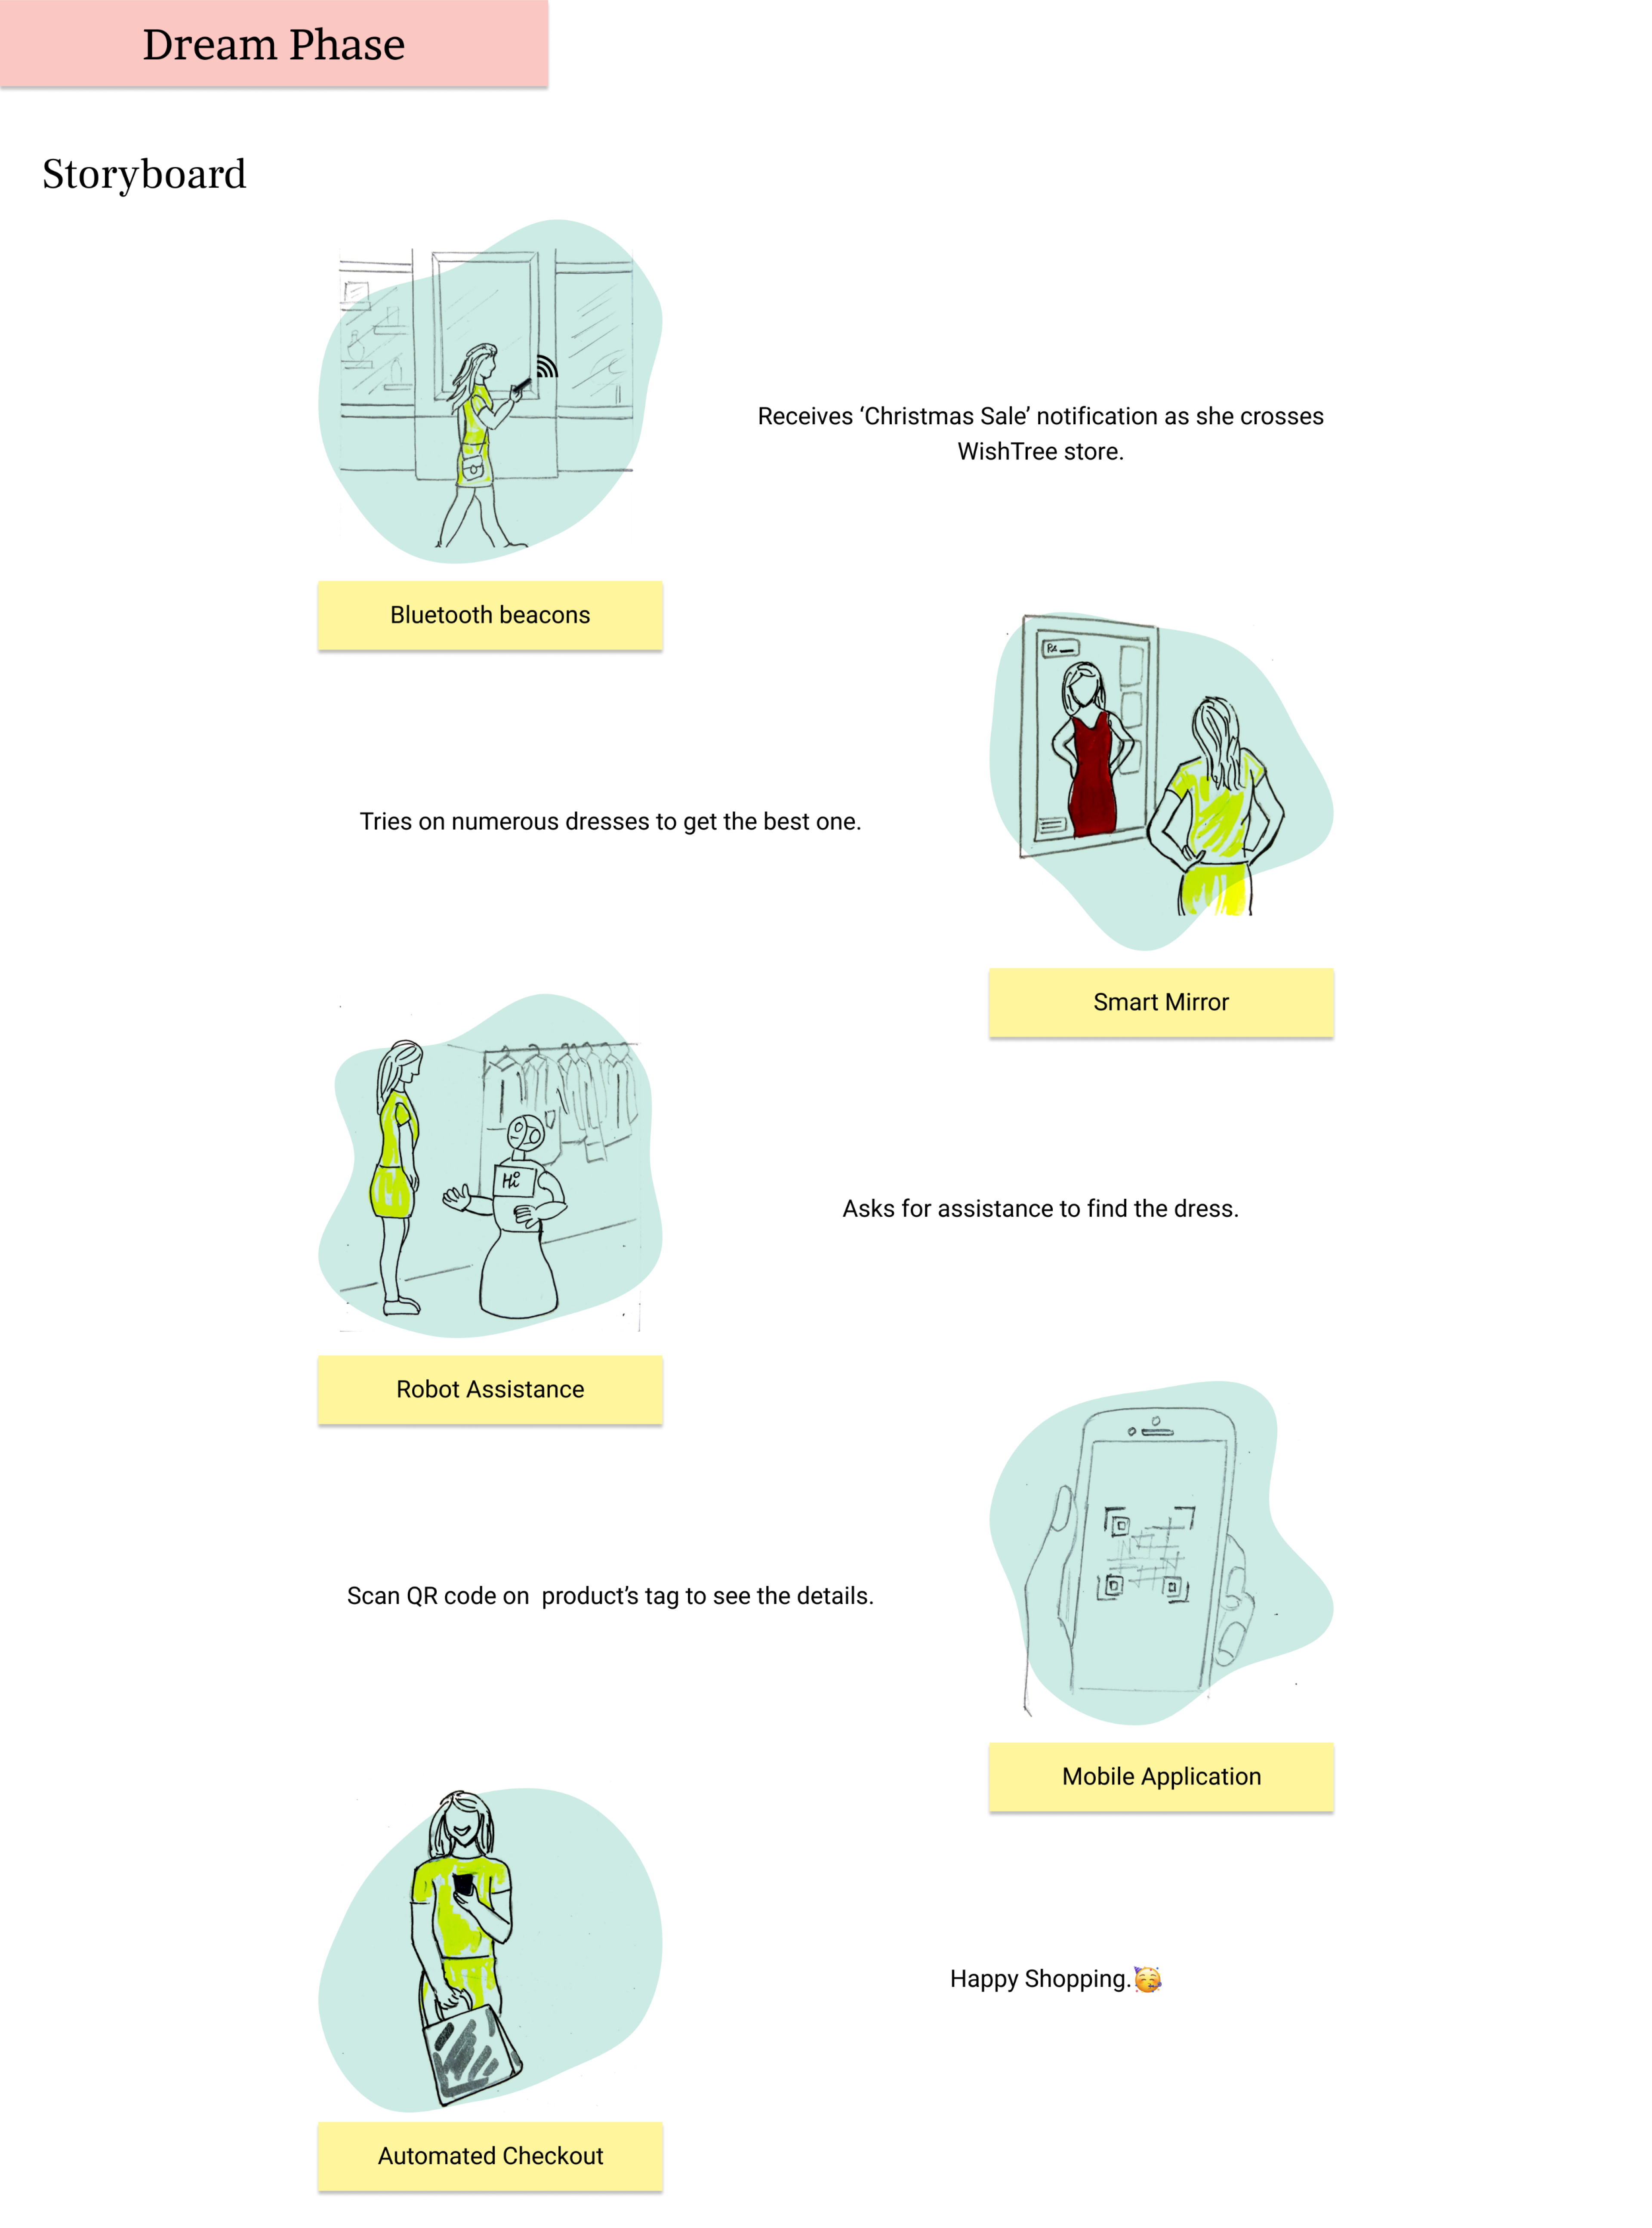 Dream Phase
Storyboard
Receives ‘Christmas Sale’ notification as she crosses
WishTree store.
Bluetooth beacons
Tries on numerous dresses to get the best one.
Smart Mirror
Hi
Asks for assistance to find the dress.
Robot Assistance
Scan QR code on  product’s tag to see the details.
Mobile Application
Happy Shopping.🥳
Automated Checkout